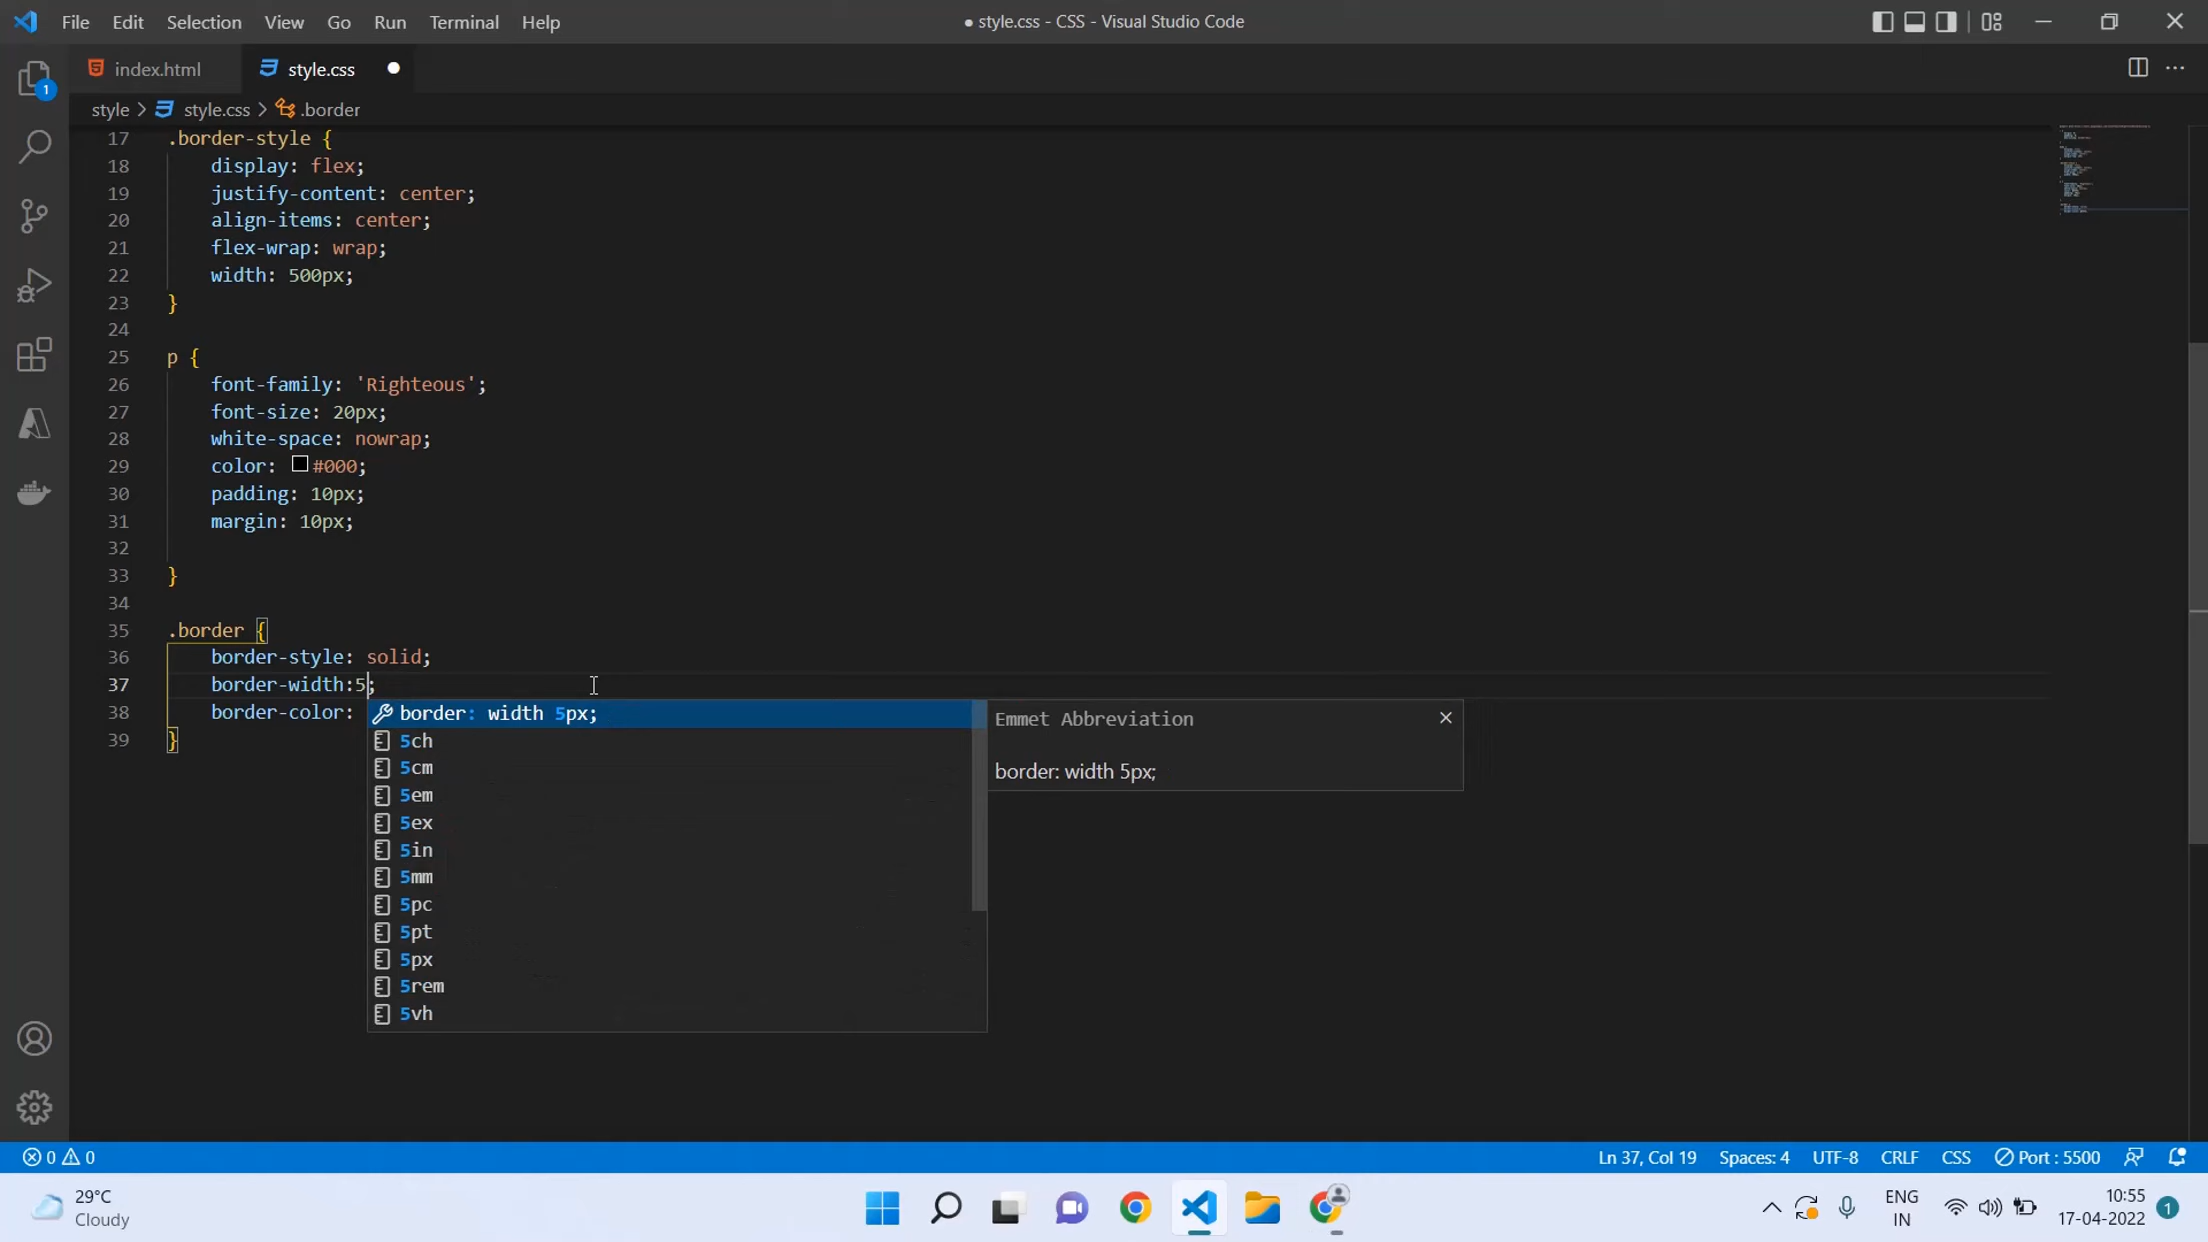 File Edit Selection View Go Run Terminal Help
● style.css - CSS - Visual Studio Code
index.html
style.css
style > style.css > .border
1
17 .border-style {
18 display: flex;
19 justify-content: center;
20 align-items: center;
21 flex-wrap: wrap;
22 width: 500px;
23 }
24
25 p {
26 font-family: 'Righteous';
27 font-size: 20px;
28 white-space: nowrap;
29 color: #000;
30 padding: 10px;
31 margin: 10px;
32
33 }
34
35 .border {
36 border-style: solid;
37 border-width:5;
38 border-color:
39 }
border: width 5px;
5ch
5cm
5em
5ex
5in
5mm
5pc
5pt
5px
5rem
5vh
Emmet Abbreviation
border: width 5px;
0 0
Ln 37, Col 19 Spaces: 4 UTF-8 CRLF CSS Port : 5500
29°C
Cloudy
ENG
IN
10:55
17-04-2022
1